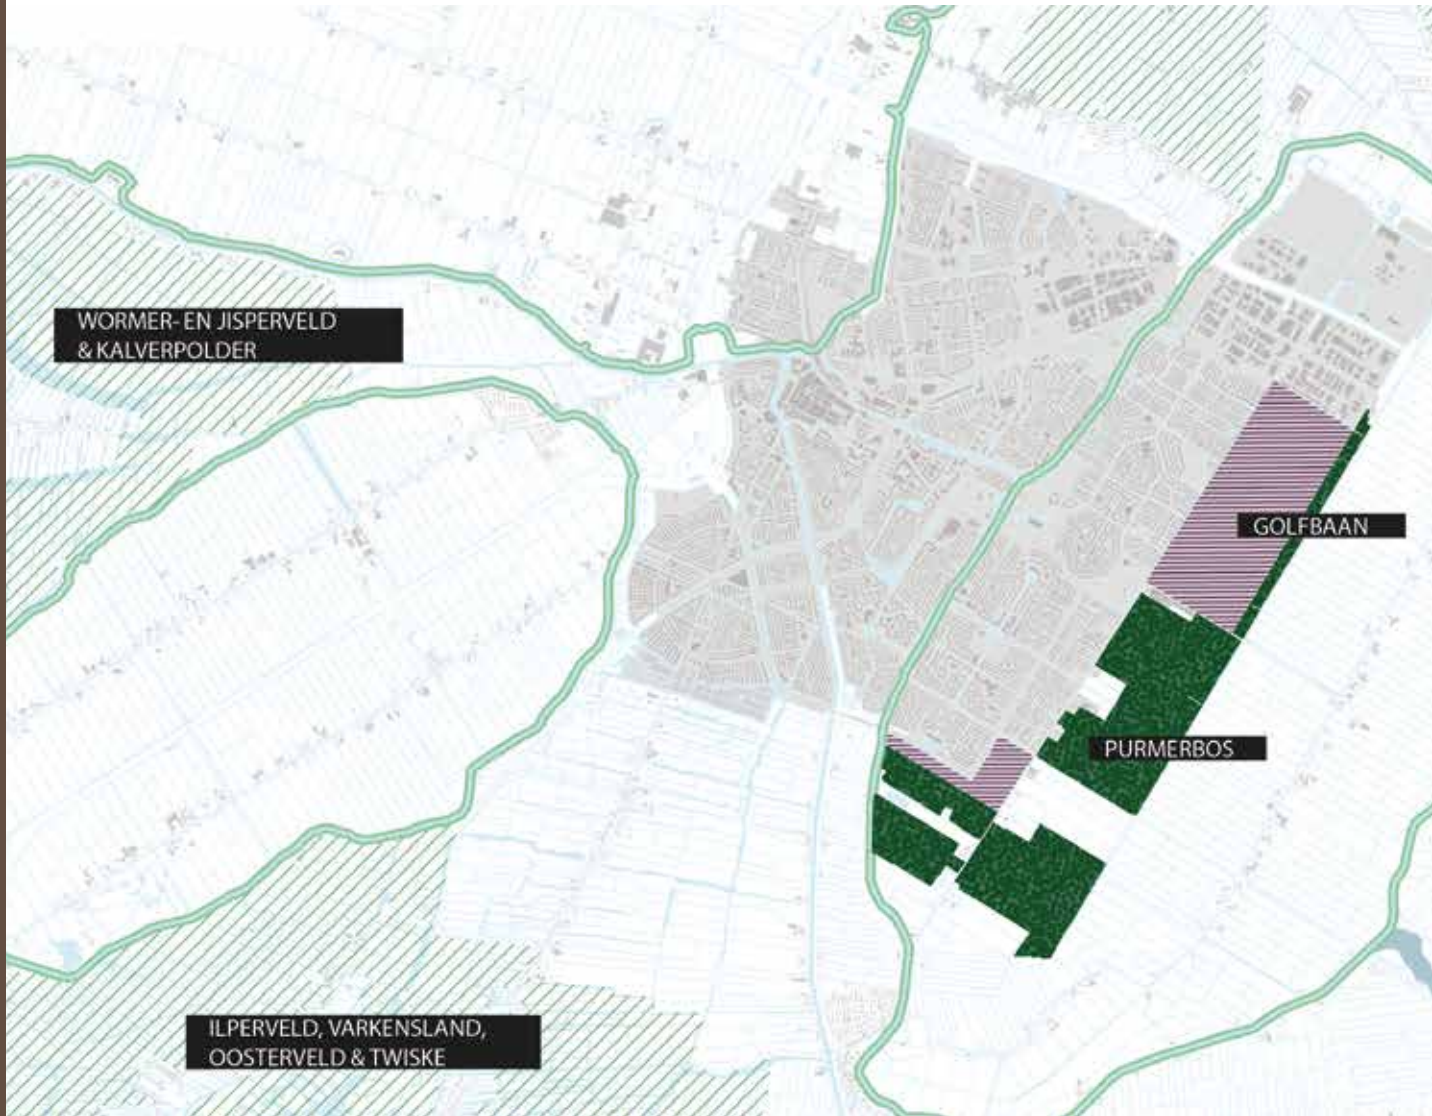 WORMER- EN JISPERVELD
& KALVERPOLDER
GOLFBAAN
PURMERBOS
ILPERVELD, VARKENSLAND,
OOSTERVELD & TWISKE